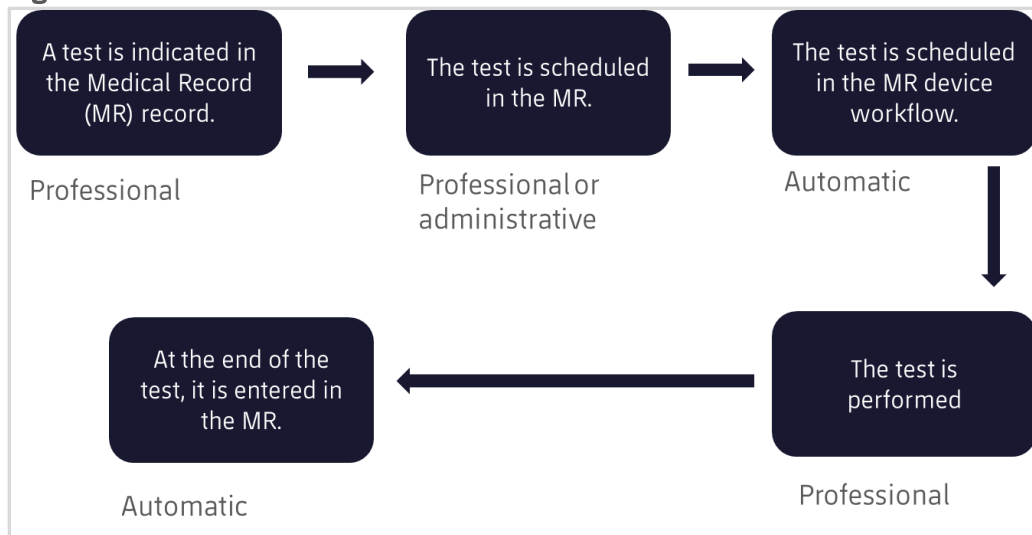 A test is indicated in
the Medical Record
(MR) record.
The test is scheduled
in the MR.
The test is scheduled
in the MR device
workflow.
Professional
Professional or
administrative
Automatic
At the end of the
test, it is entered in
the MR.
The test is
performed
Automatic
Professional